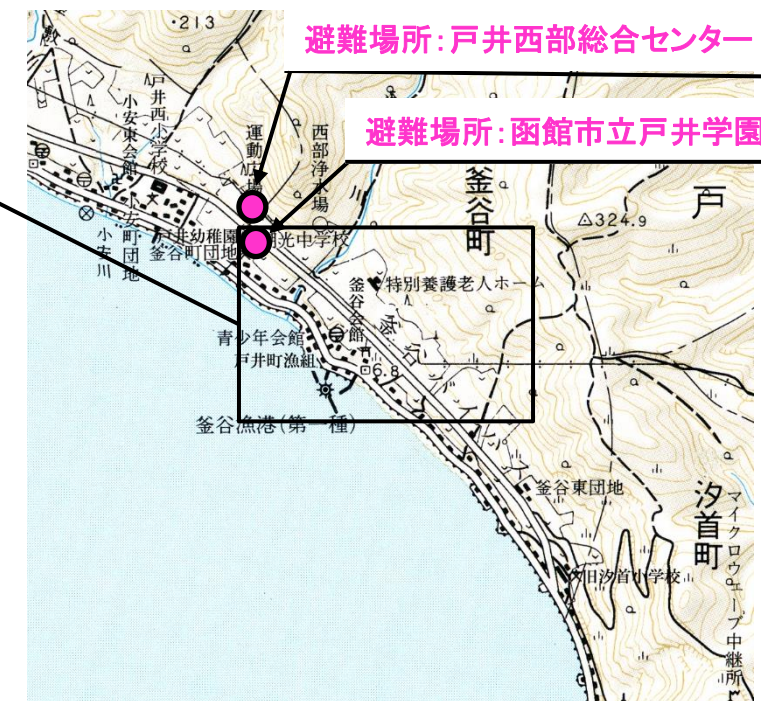 避難場所:戸井西部総合センター
避難場所:函館市立戸井学園
・213
戸井西小学校
小安東会館
運動広場
西部浄水場
川
釜谷町
戸
△324.9
小安町団地
小安川
戸井幼稚園
光中学校
釜谷町団地
特別養護老人ホーム
釜谷会館
青少年会館
戸井町漁組
6.8
釜谷漁港(第一種)
釜谷東団地
汐首町
マイクロウェーブ中継所
旧汐首小学校